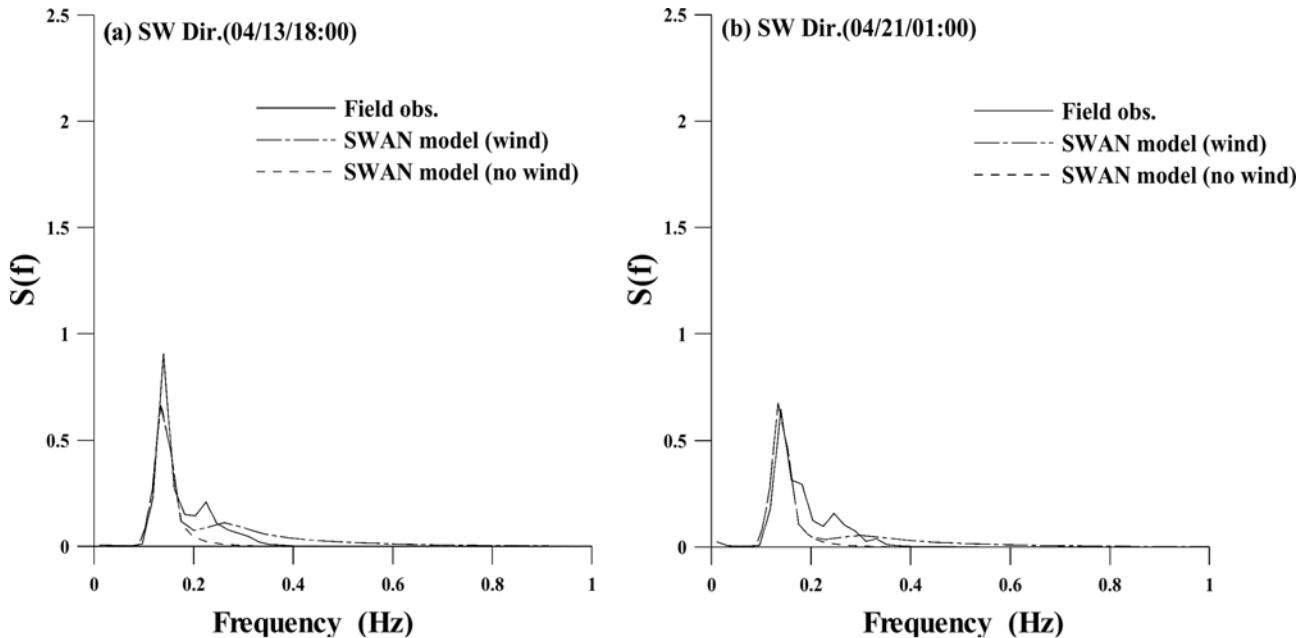 (a) SW Dir.(04/13/18:00)
Field obs.
SWAN model (wind)
SWAN model (no wind)
S(f)
2.5
2
1.5
1
0.5
0
0
0.2
0.4
0.6
0.8
1
Frequency (Hz)
(b) SW Dir.(04/21/01:00)
Field obs.
SWAN model (wind)
SWAN model (no wind)
S(f)
2.5
2
1.5
1
0.5
0
0
0.2
0.4
0.6
0.8
1
Frequency (Hz)